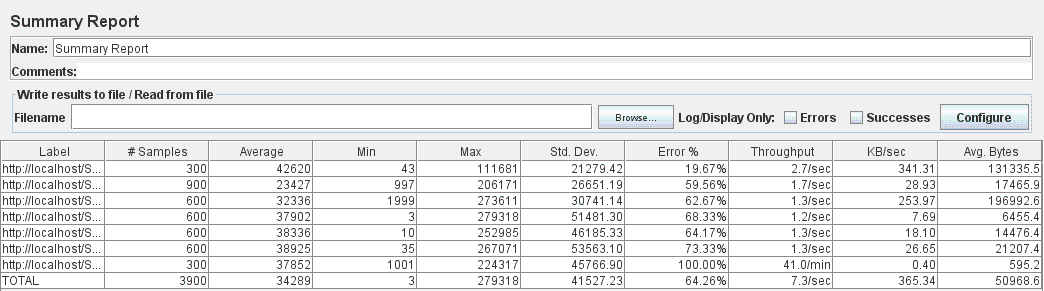 Summary Report
Name: Summary Report
Comments:
Write results to file / Read from file
Filename Browse... Log/Display Only: Errors Successes Configure
Label # Samples Average Min Max Std. Dev. Error % Throughput KB/sec Avg. Bytes
http://localhost/S... 300 42620 43 111681 21279.42 19.67% 2.7/sec 341.31 131335.5
http://localhost/S... 900 23427 997 206171 26651.19 59.56% 1.7/sec 28.93 17465.9
http://localhost/S... 600 32336 1999 273611 30741.14 62.67% 1.3/sec 253.97 196992.6
http://localhost/S... 600 37902 3 279318 51481.30 68.33% 1.2/sec 7.69 6455.4
http://localhost/S... 600 38336 10 252985 46185.33 64.17% 1.3/sec 18.10 14476.4
http://localhost/S... 600 38925 35 267071 53563.10 73.33% 1.3/sec 26.65 21207.4
http://localhost/S... 300 37852 1001 224317 45766.90 100.00% 41.0/min 0.40 595.2
TOTAL 3900 34289 3 279318 41527.23 64.26% 7.3/sec 365.34 50968.6